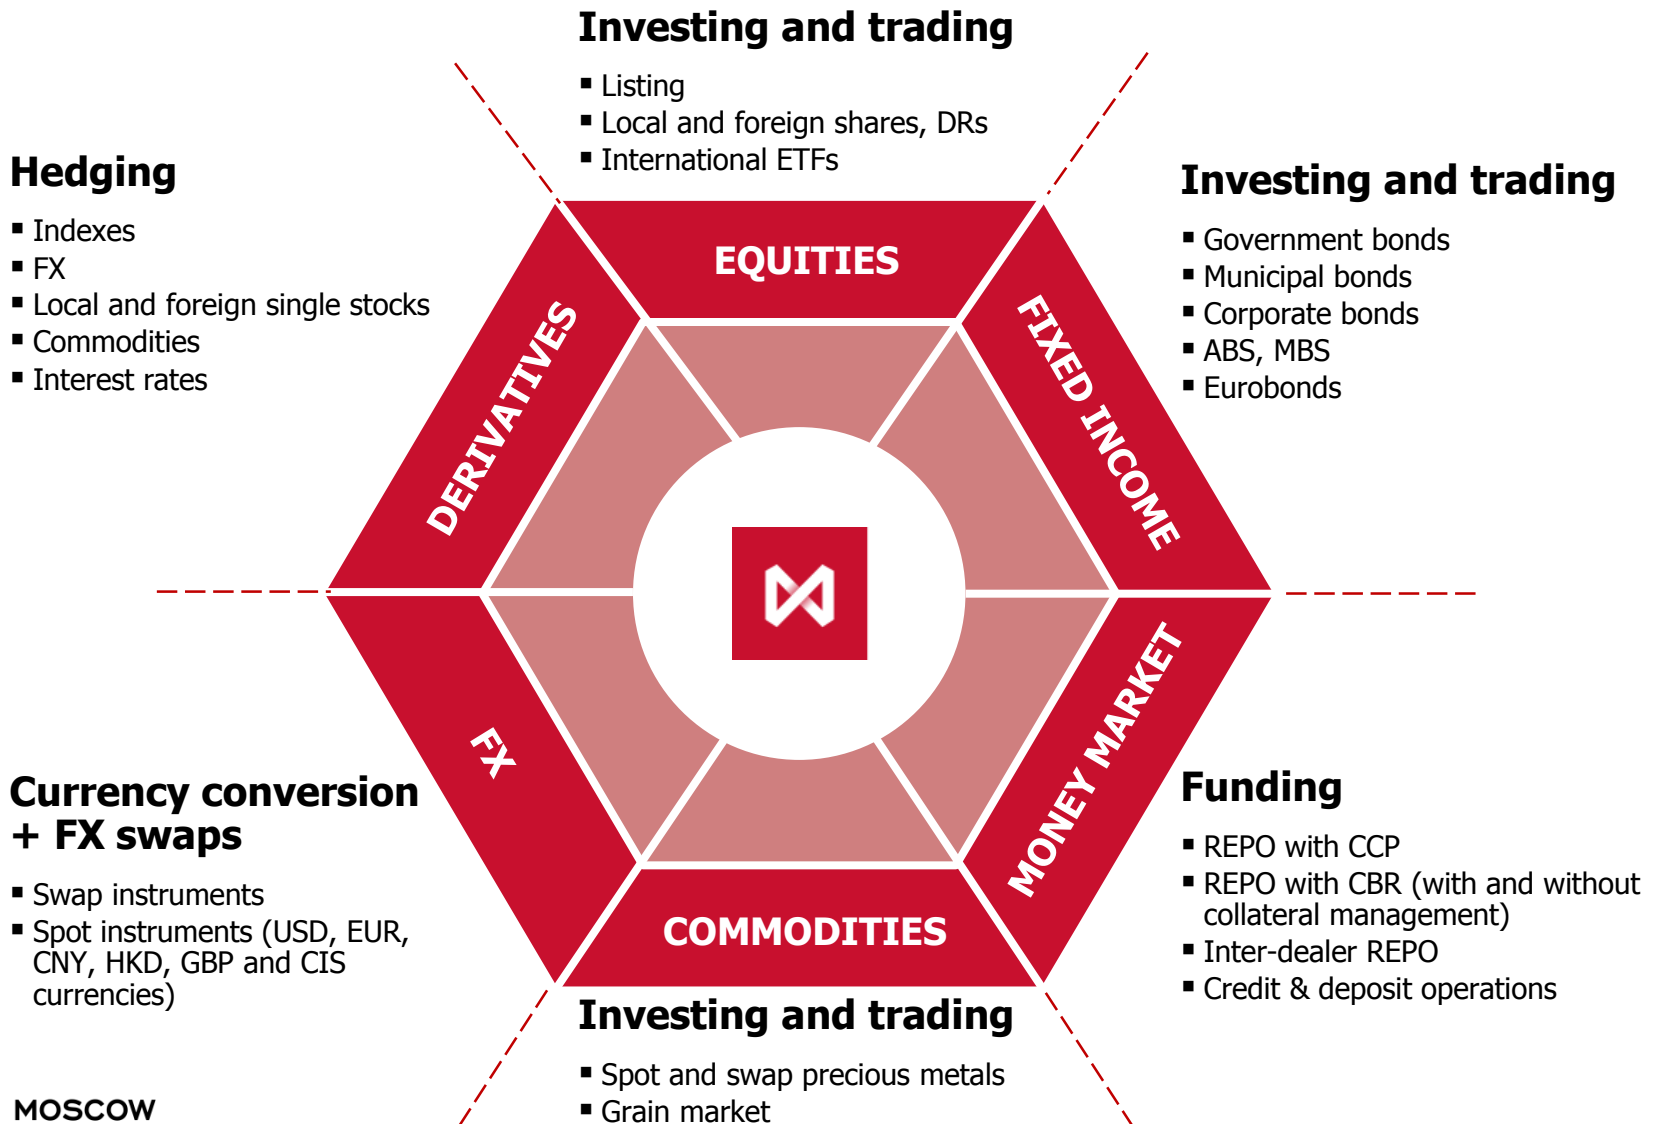 Investing and trading
▪ Listing
▪ Local and foreign shares, DRs
▪ International ETFs
Hedging
▪ Indexes
▪ FX
▪ Local and foreign single stocks
▪ Commodities
▪ Interest rates
Investing and trading
▪ Government bonds
▪ Municipal bonds
▪ Corporate bonds
▪ ABS, MBS
▪ Eurobonds
EQUITIES
DERIVATIVES
FIXED INCOME
FX
MONEY MARKET
COMMODITIES
Currency conversion
+ FX swaps
▪ Swap instruments
▪ Spot instruments (USD, EUR,
CNY, HKD, GBP and CIS
currencies)
Funding
▪ REPO with CCP
▪ REPO with CBR (with and without
collateral management)
▪ Inter-dealer REPO
▪ Credit & deposit operations
Investing and trading
▪ Spot and swap precious metals
▪ Grain market
MOSCOW